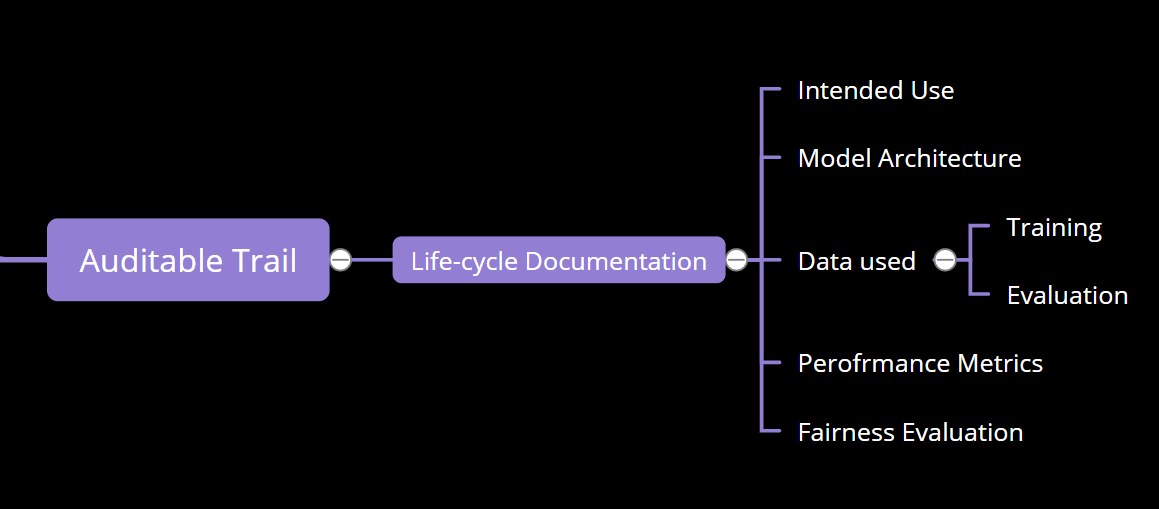 Auditable Trail
Life-cycle Documentation
Intended Use
Model Architecture
Data used
Training
Evaluation
Perofrmance Metrics
Fairness Evaluation